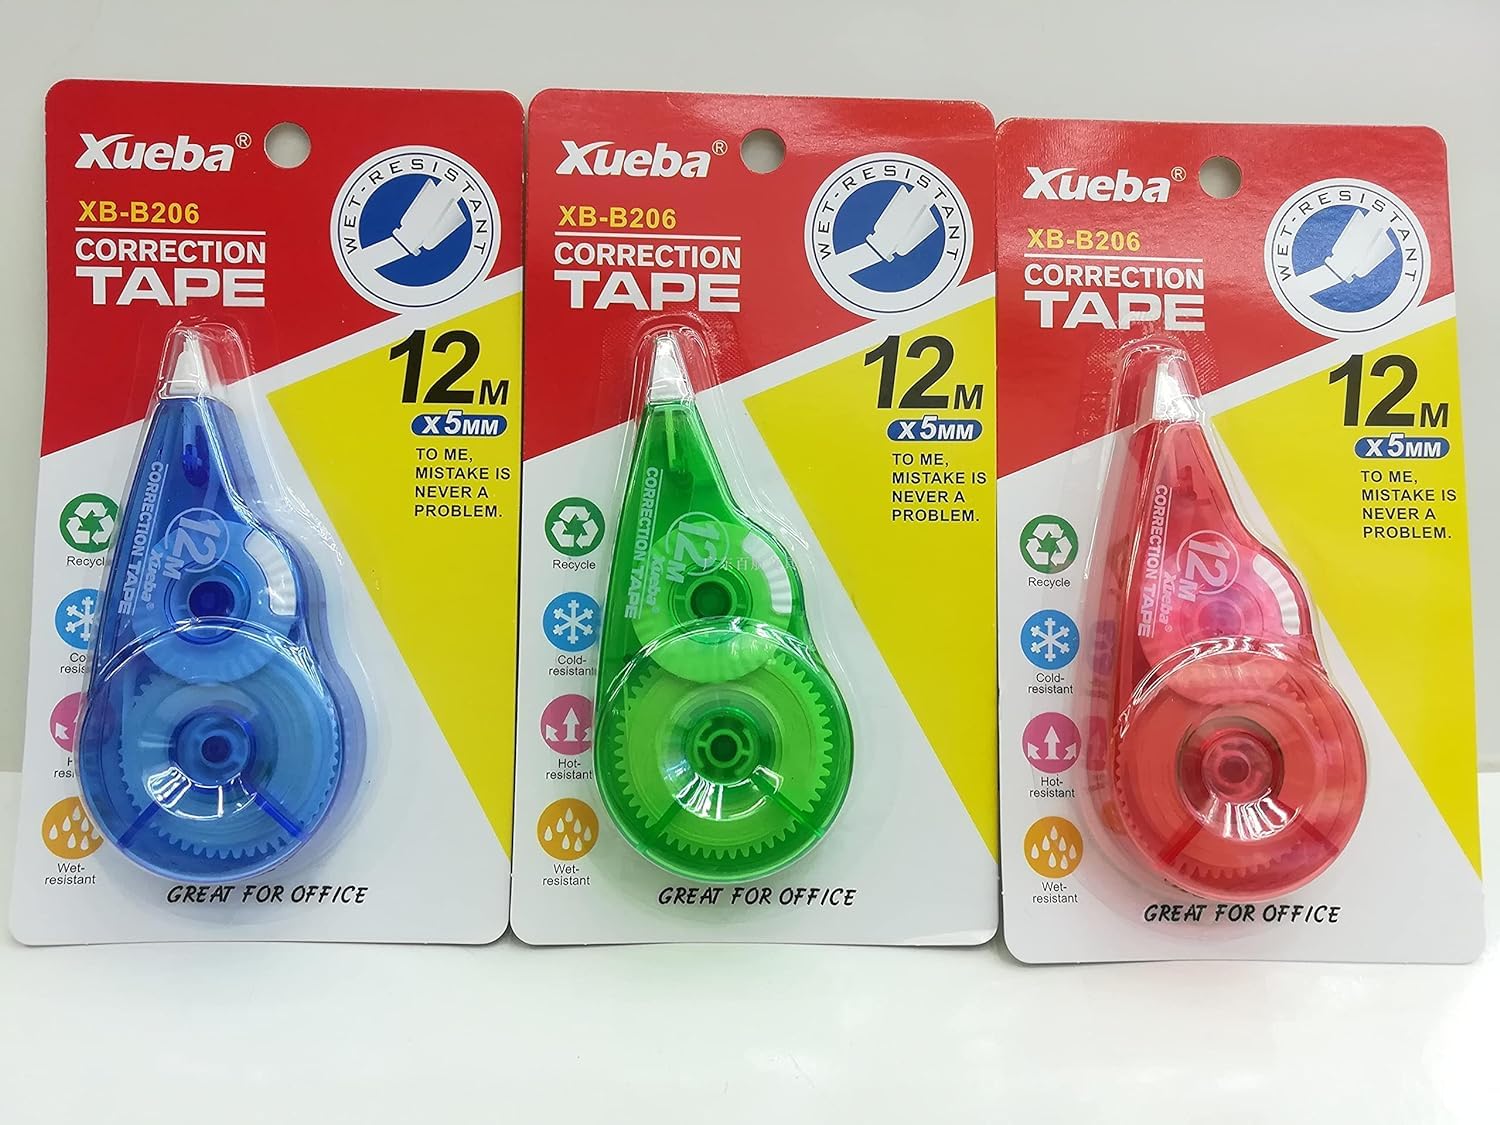 Xueba®
XB-B206
CORRECTION
TAPE
WET-RESISTANT
12M
X5MM
TO ME,
MISTAKE IS
NEVER A
PROBLEM.
CORRECTION TAPE
12M
Xueba®
Recycle
resis
resis
Wet-
resistant
GREAT FOR OFFICE
Xueba®
XB-B206
CORRECTION
TAPE
WET-RESISTANT
12M
X5MM
TO ME,
MISTAKE IS
NEVER A
PROBLEM.
CORRECTION TAPE
12M
Xueba®
Recycle
Cold-
resistant
Hot-
resistant
Wet-
resistant
GREAT FOR OFFICE
Xueba®
XB-B206
CORRECTION
TAPE
WET-RESISTANT
12M
X5MM
TO ME,
MISTAKE IS
NEVER A
PROBLEM.
CORRECTION TAPE
12M
Xueba®
Recycle
Cold-
resistant
Hot-
resistant
Wet-
resistant
GREAT FOR OFFICE